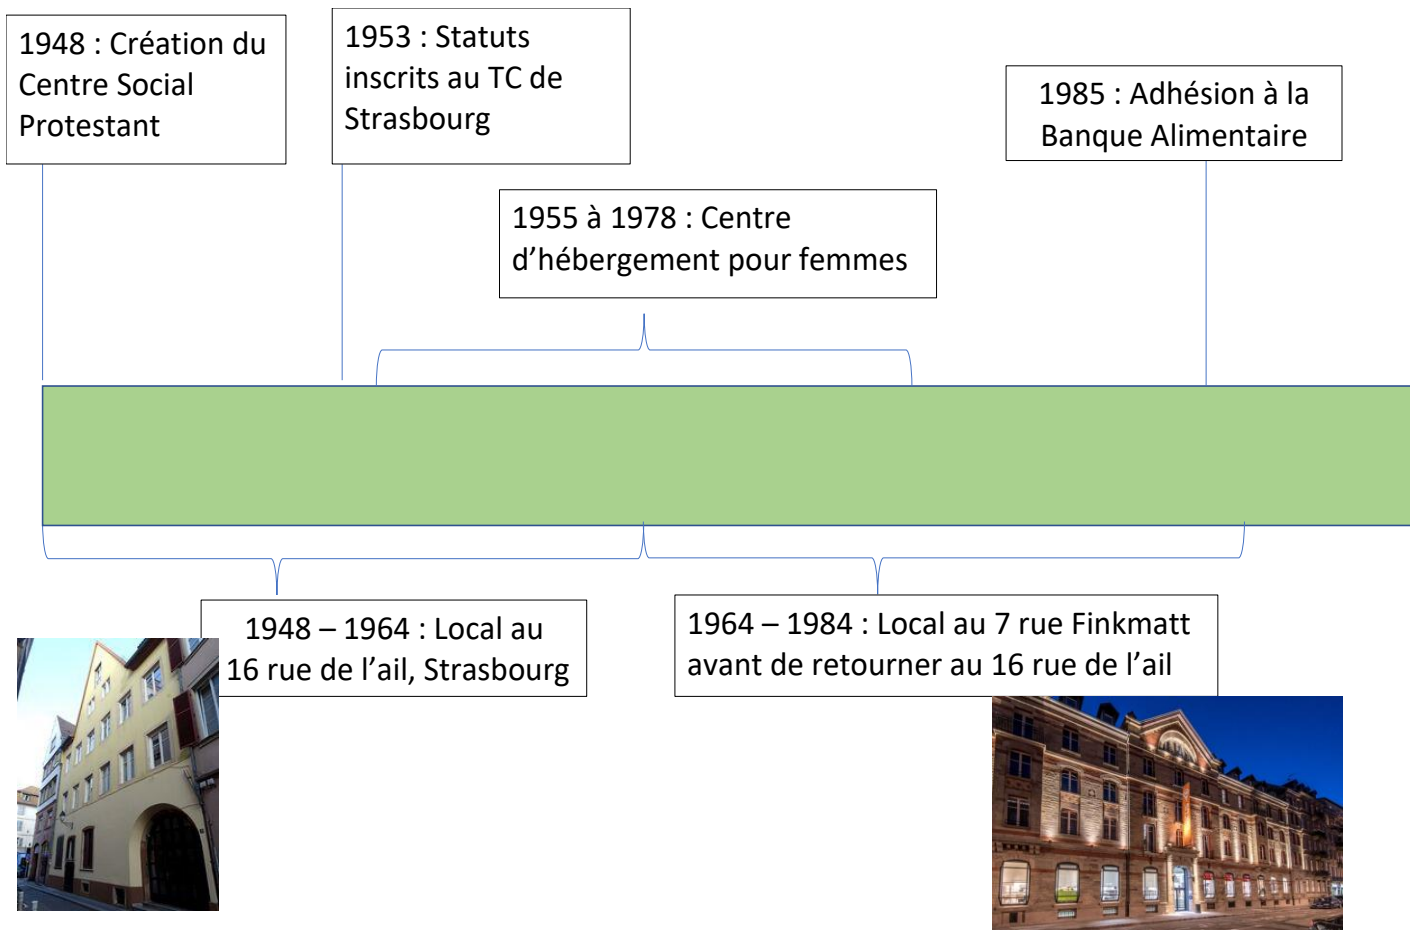 1948 : Création du
Centre Social
Protestant
1953 : Statuts
inscrits au TC de
Strasbourg
1985 : Adhésion à la
Banque Alimentaire
1955 à 1978 : Centre
d’hébergement pour femmes
1948 – 1964 : Local au
16 rue de l’ail, Strasbourg
1964 – 1984 : Local au 7 rue Finkmatt
avant de retourner au 16 rue de l’ail